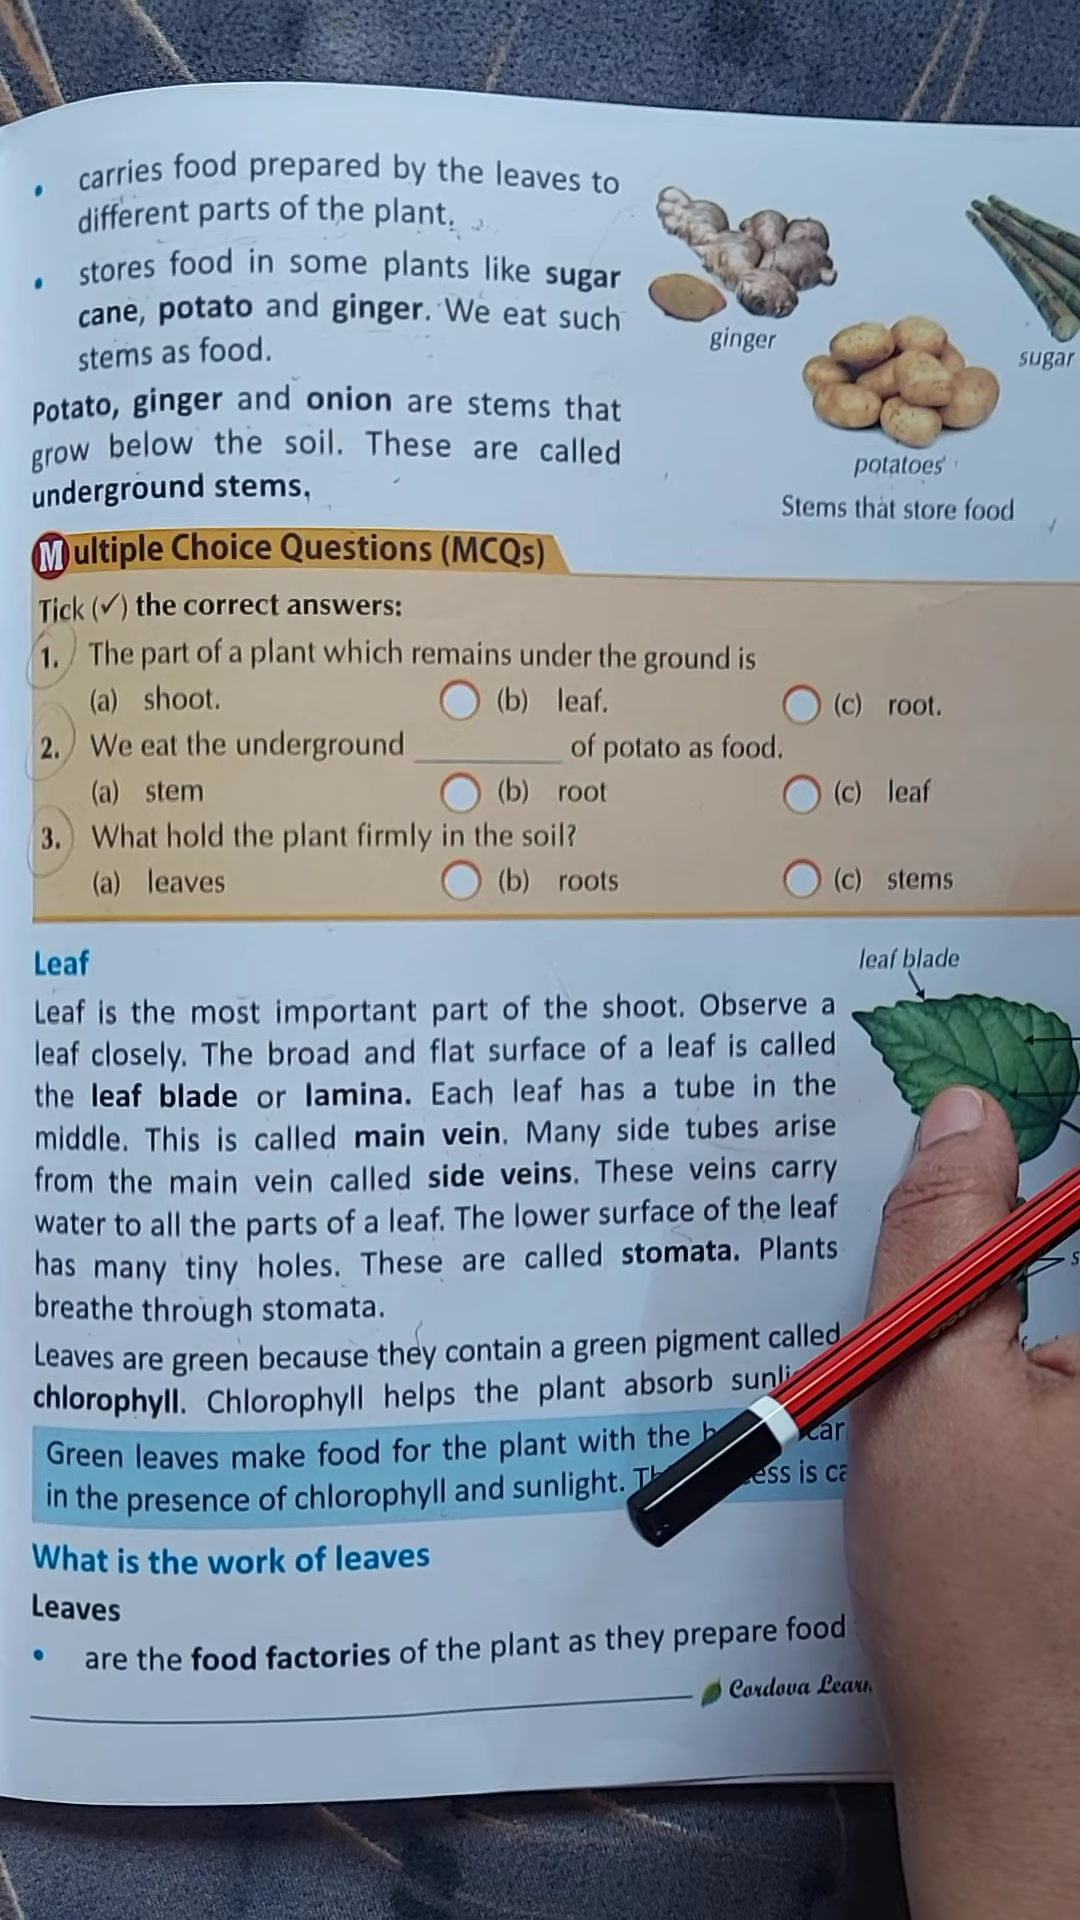 • carries food prepared by the leaves to
different parts of the plant.
• stores food in some plants like sugar
cane, potato and ginger. We eat such
stems as food.
Potato, ginger and onion are stems that
grow below the soil. These are called
underground stems.
ginger
sugar
potatoes
Stems that store food
Multiple Choice Questions (MCQs)
Tick (✓) the correct answers:
1. The part of a plant which remains under the ground is
(a) shoot. (b) leaf. (c) root.
2. We eat the underground __________ of potato as food.
(a) stem (b) root (c) leaf
3. What hold the plant firmly in the soil?
(a) leaves (b) roots (c) stems
Leaf
leaf blade
Leaf is the most important part of the shoot. Observe a
leaf closely. The broad and flat surface of a leaf is called
the leaf blade or lamina. Each leaf has a tube in the
middle. This is called main vein. Many side tubes arise
from the main vein called side veins. These veins carry
water to all the parts of a leaf. The lower surface of the leaf
has many tiny holes. These are called stomata. Plants
breathe through stomata.
Leaves are green because they contain a green pigment called
chlorophyll. Chlorophyll helps the plant absorb
Green leaves make food for the plant with the
in the presence of chlorophyll and sunlight. is
What is the work of leaves
Leaves
• are the food factories of the plant as they prepare food
Cordova